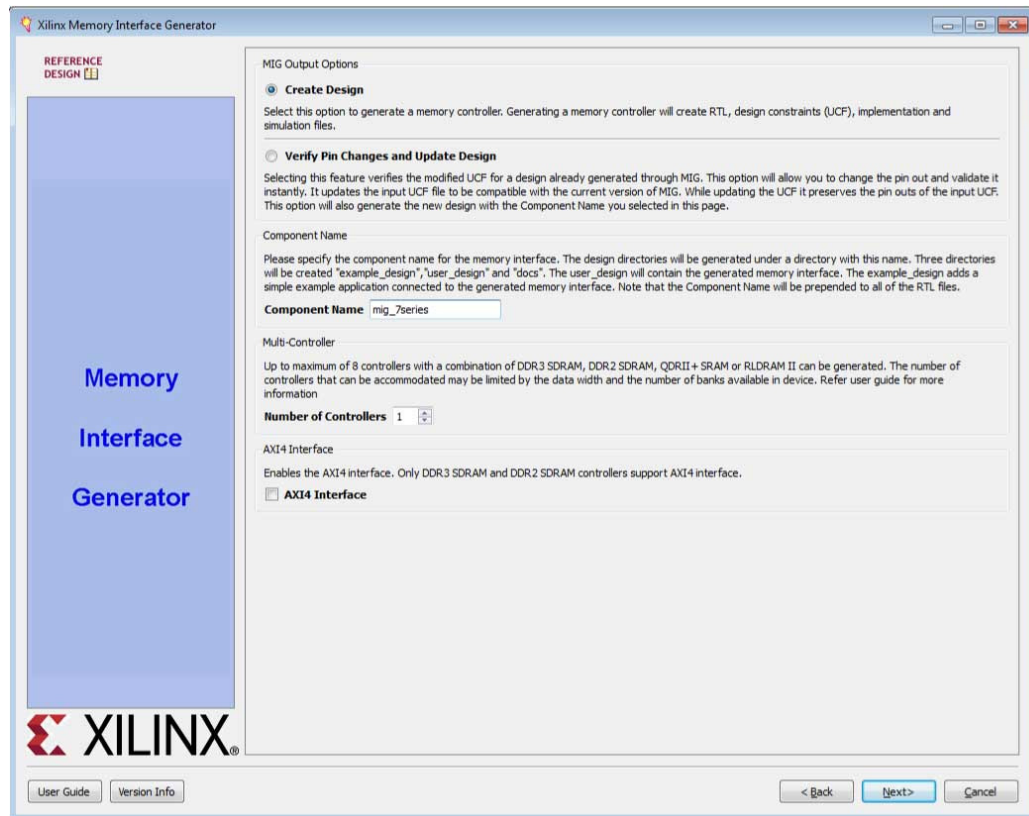 Xilinx Memory Interface Generator
REFERENCE
DESIGN
Memory
Interface
Generator
XILINX®
MIG Output Options
Create Design
Select this option to generate a memory controller. Generating a memory controller will create RTL, design constraints (UCF), implementation and
simulation files.
Verify Pin Changes and Update Design
Selecting this feature verifies the modified UCF for a design already generated through MIG. This option will allow you to change the pin out and validate it
instantly. It updates the input UCF file to be compatible with the current version of MIG. While updating the UCF it preserves the pin outs of the input UCF.
This option will also generate the new design with the Component Name you selected in this page.
Component Name
Please specify the component name for the memory interface. The design directories will be generated under a directory with this name. Three directories
will be created "example_design","user_design" and "docs". The user_design will contain the generated memory interface. The example_design adds a
simple example application connected to the generated memory interface. Note that the Component Name will be prepended to all of the RTL files.
Component Name mig_7series
Multi-Controller
Up to maximum of 8 controllers with a combination of DDR3 SDRAM, DDR2 SDRAM, QDRII+ SRAM or RLDRAM II can be generated. The number of
controllers that can be accommodated may be limited by the data width and the number of banks available in device. Refer user guide for more
information
Number of Controllers 1
AXI4 Interface
Enables the AXI4 interface. Only DDR3 SDRAM and DDR2 SDRAM controllers support AXI4 interface.
AXI4 Interface
User Guide Version Info < Back Next> Cancel